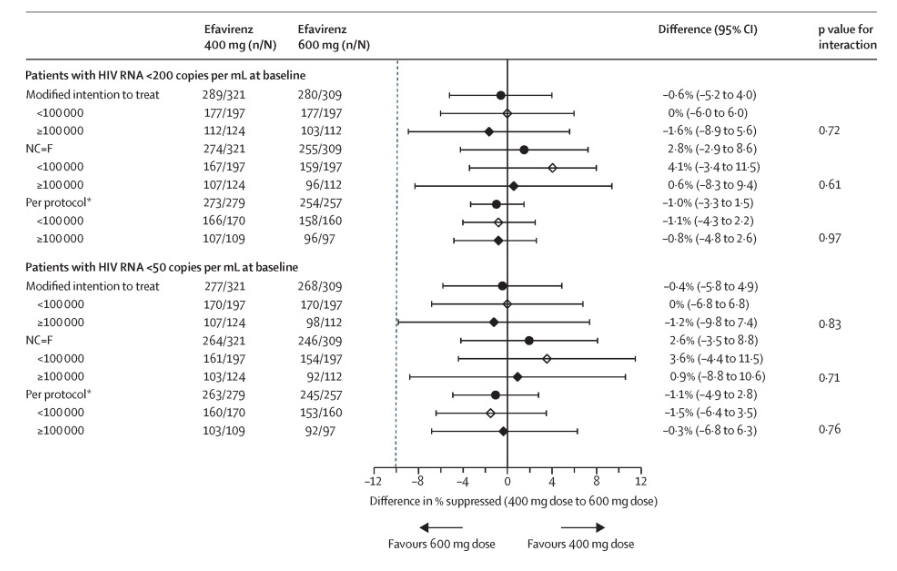 Efavirenz 400 mg (n/N) Efavirenz 600 mg (n/N) Difference (95% CI) p value for interaction
Patients with HIV RNA <200 copies per mL at baseline
Modified intention to treat 289/321 280/309 –0·6% (–5·2 to 4·0)
<100 000 177/197 177/197 0% (–6·0 to 6·0)
≥100 000 112/124 103/112 –1·6% (–8·9 to 5·6) 0·72
NC=F 274/321 255/309 2·8% (–2·9 to 8·6)
<100 000 167/197 159/197 4·1% (–3·4 to 11·5)
≥100 000 107/124 96/112 0·6% (–8·3 to 9·4) 0·61
Per protocol* 273/279 254/257 –1·0% (–3·3 to 1·5)
<100 000 166/170 158/160 –1·1% (–4·3 to 2·2)
≥100 000 107/109 96/97 –0·8% (–4·8 to 2·6) 0·97
Patients with HIV RNA <50 copies per mL at baseline
Modified intention to treat 277/321 268/309 –0·4% (–5·8 to 4·9)
<100 000 170/197 170/197 0% (–6·8 to 6·8)
≥100 000 107/124 98/112 –1·2% (–9·8 to 7·4) 0·83
NC=F 264/321 246/309 2·6% (–3·5 to 8·8)
<100 000 161/197 154/197 3·6% (–4·4 to 11·5)
≥100 000 103/124 92/112 0·9% (–8·8 to 10·6) 0·71
Per protocol* 263/279 245/257 –1·1% (–4·9 to 2·8)
<100 000 160/170 153/160 –1·5% (–6·4 to 3·5)
≥100 000 103/109 92/97 –0·3% (–6·8 to 6·3) 0·76
–12 –8 –4 0 4 8 12
Difference in % suppressed (400 mg dose to 600 mg dose)
Favours 600 mg dose Favours 400 mg dose